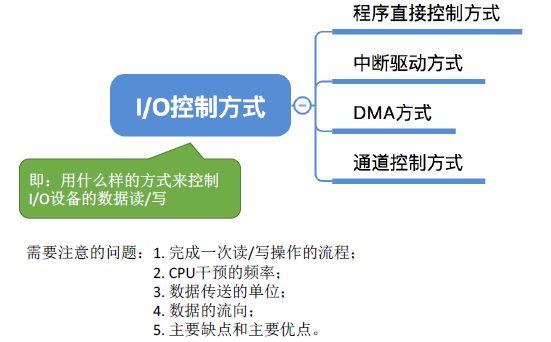 程序直接控制方式
中断驱动方式
I/O控制方式
DMA方式
通道控制方式
即：用什么样的方式来控制
I/O设备的数据读/写
需要注意的问题：1. 完成一次读/写操作的流程；
2. CPU干预的频率；
3. 数据传送的单位；
4. 数据的流向；
5. 主要缺点和主要优点。